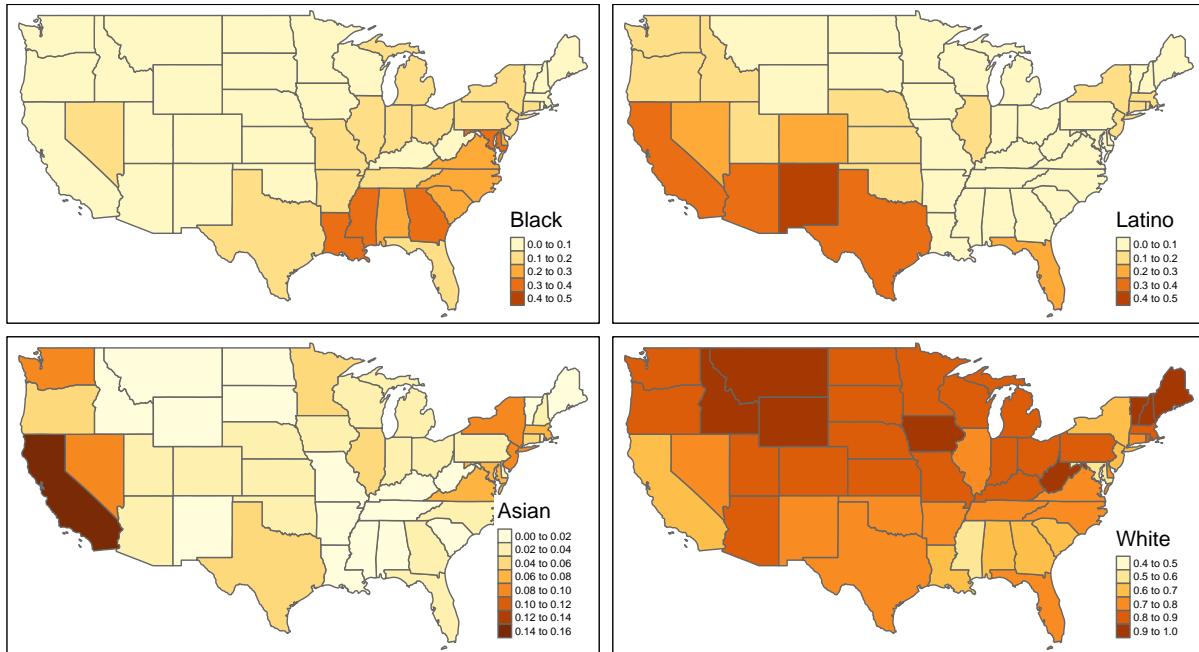 Black
0.0 to 0.1
0.1 to 0.2
0.2 to 0.3
0.3 to 0.4
0.4 to 0.5
Latino
0.0 to 0.1
0.1 to 0.2
0.2 to 0.3
0.3 to 0.4
0.4 to 0.5
Asian
0.00 to 0.02
0.02 to 0.04
0.04 to 0.06
0.06 to 0.08
0.08 to 0.10
0.10 to 0.12
0.12 to 0.14
0.14 to 0.16
White
0.4 to 0.5
0.5 to 0.6
0.6 to 0.7
0.7 to 0.8
0.8 to 0.9
0.9 to 1.0